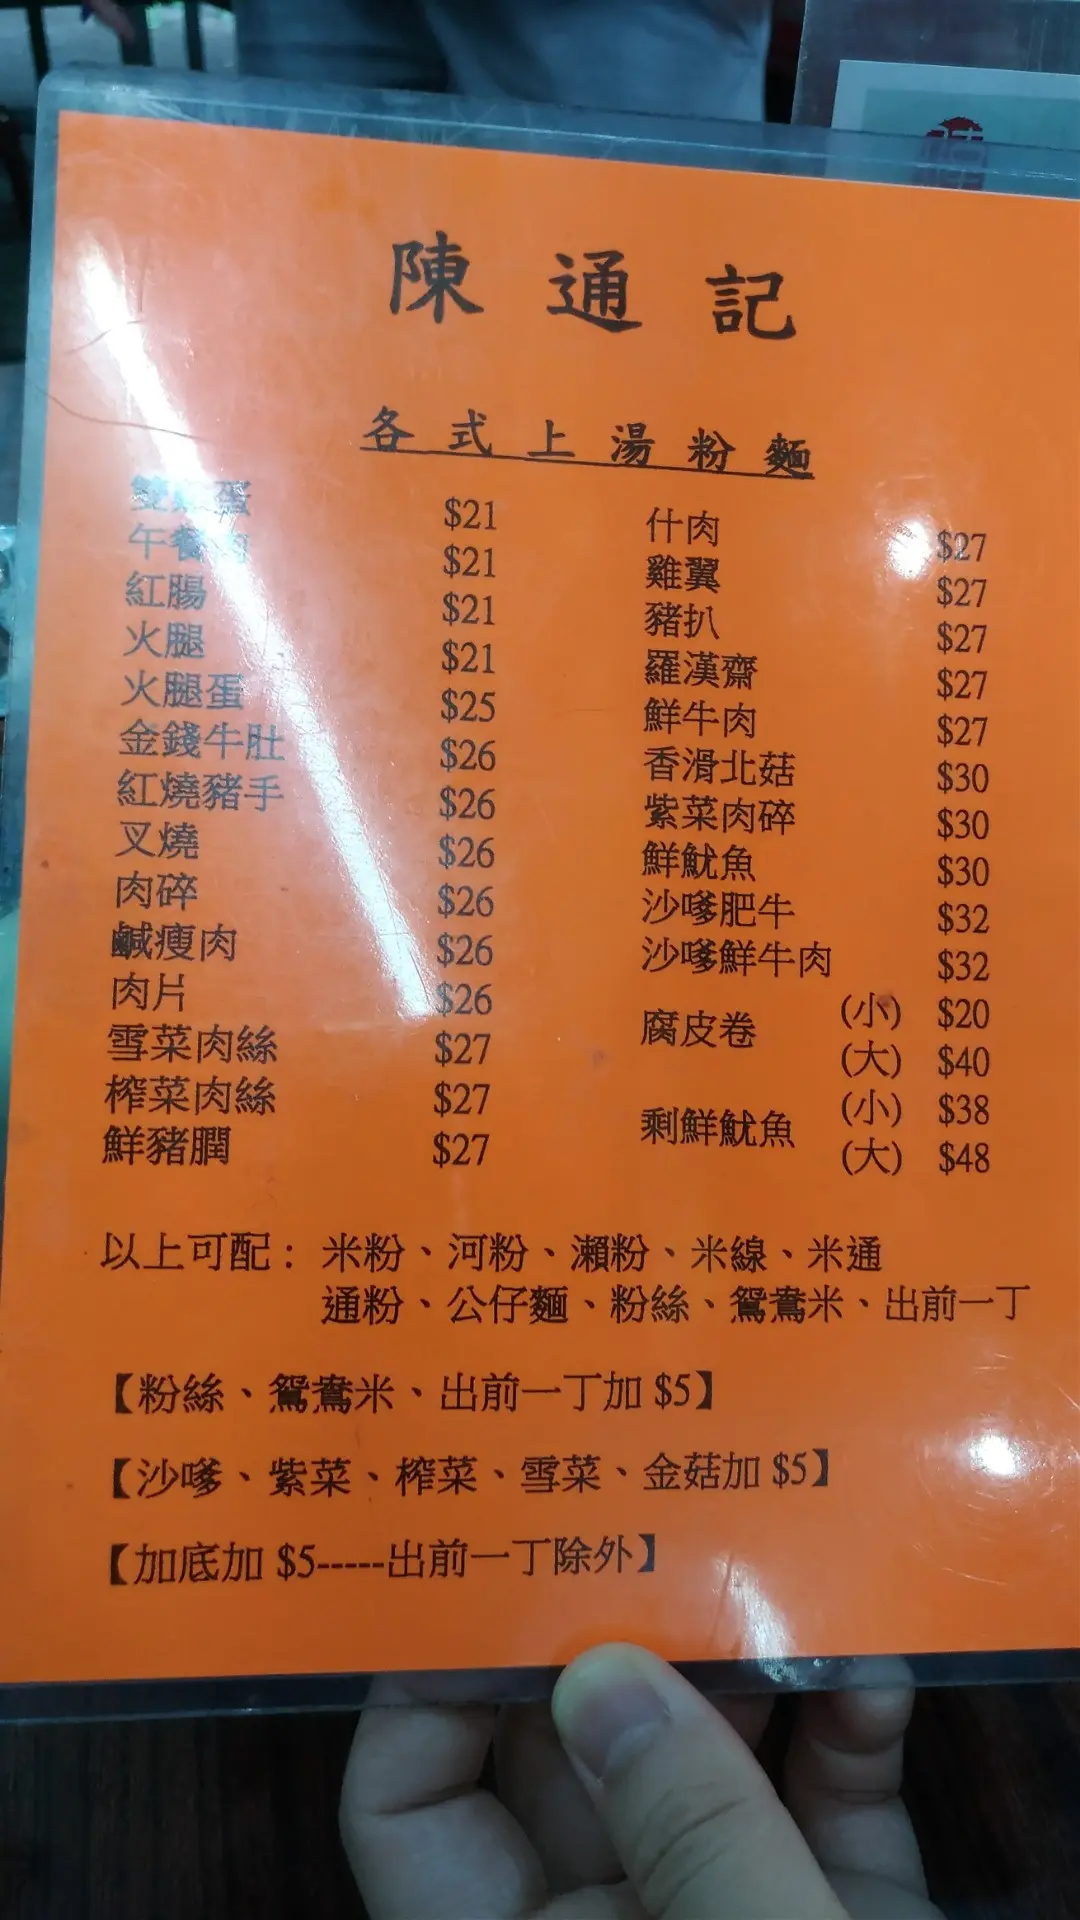 陳通記
各式上湯粉麵
雙 蛋 $21
午餐肉 $21
紅腸 $21
火腿 $21
火腿蛋 $25
金錢牛肚 $26
紅燒豬手 $26
叉燒 $26
肉碎 $26
鹹瘦肉 $26
肉片 $26
雪菜肉絲 $27
榨菜肉絲 $27
鮮豬膶 $27
什肉 $27
雞翼 $27
豬扒 $27
羅漢齋 $27
鮮牛肉 $27
香滑北菇 $30
紫菜肉碎 $30
鮮魷魚 $30
沙嗲肥牛 $32
沙嗲鮮牛肉 $32
腐皮卷 (小) $20
(大) $40
剩鮮魷魚 (小) $38
(大) $48
以上可配： 米粉、河粉、瀨粉、米線、米通
通粉、公仔麵、粉絲、鴛鴦米、出前一丁
【粉絲、鴛鴦米、出前一丁加 $5】
【沙嗲、紫菜、榨菜、雪菜、金菇加 $5】
【加底加 $5-----出前一丁除外】